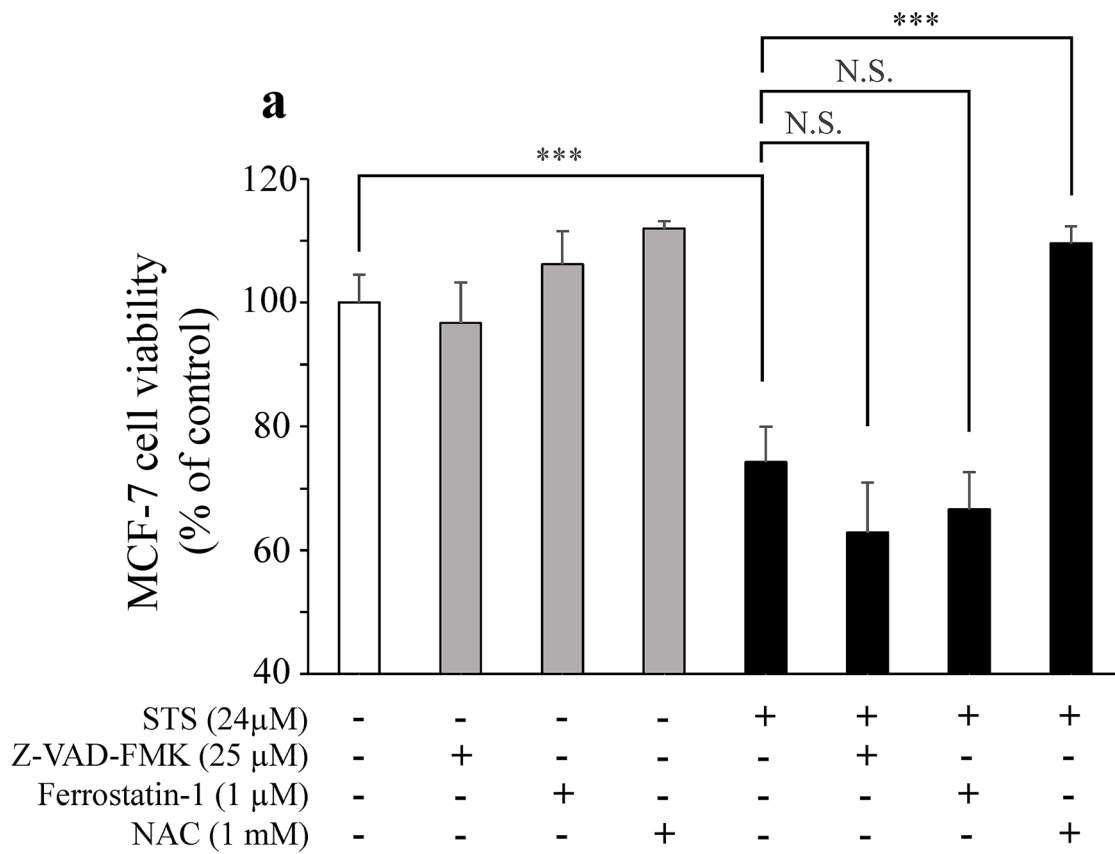 ***
N.S.
a
N.S.
***
120
100
80
60
40
MCF-7 cell viability
(% of control)
STS (24μM) - - - - + + + +
Z-VAD-FMK (25 μM) - + - - - + - -
Ferrostatin-1 (1 μM) - - + - - - + -
NAC (1 mM) - - - + - - - +